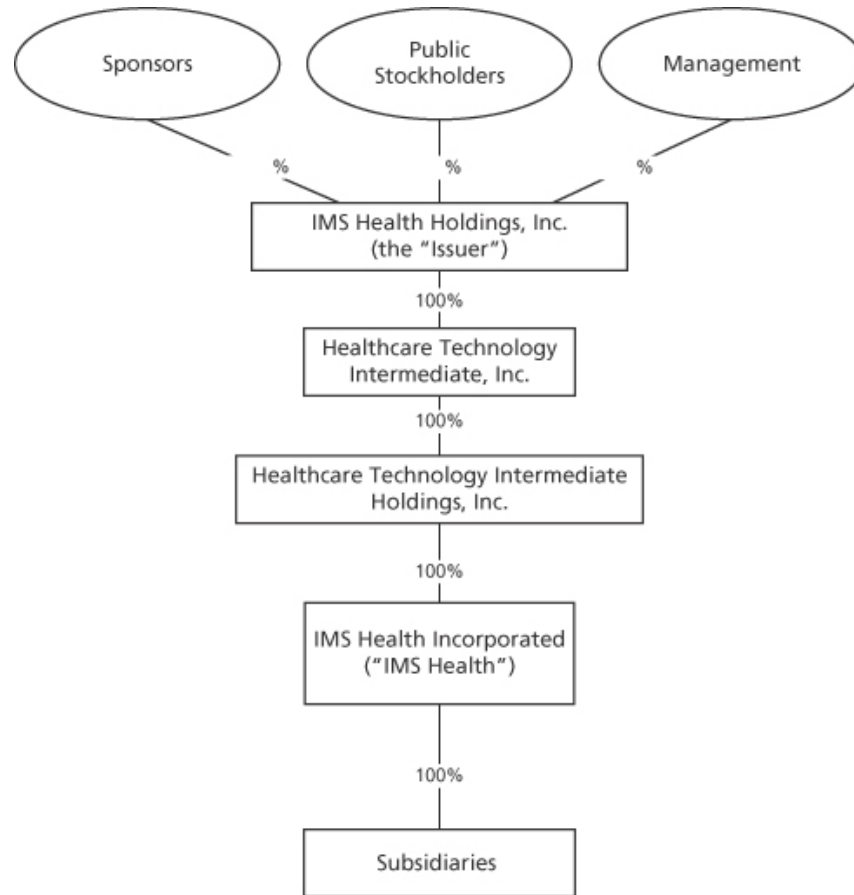 Sponsors
Public
Stockholders
Management
%
%
%
IMS Health Holdings, Inc.
(the “Issuer”)
100%
Healthcare Technology
Intermediate, Inc.
100%
Healthcare Technology Intermediate
Holdings, Inc.
100%
IMS Health Incorporated
(“IMS Health”)
100%
Subsidiaries